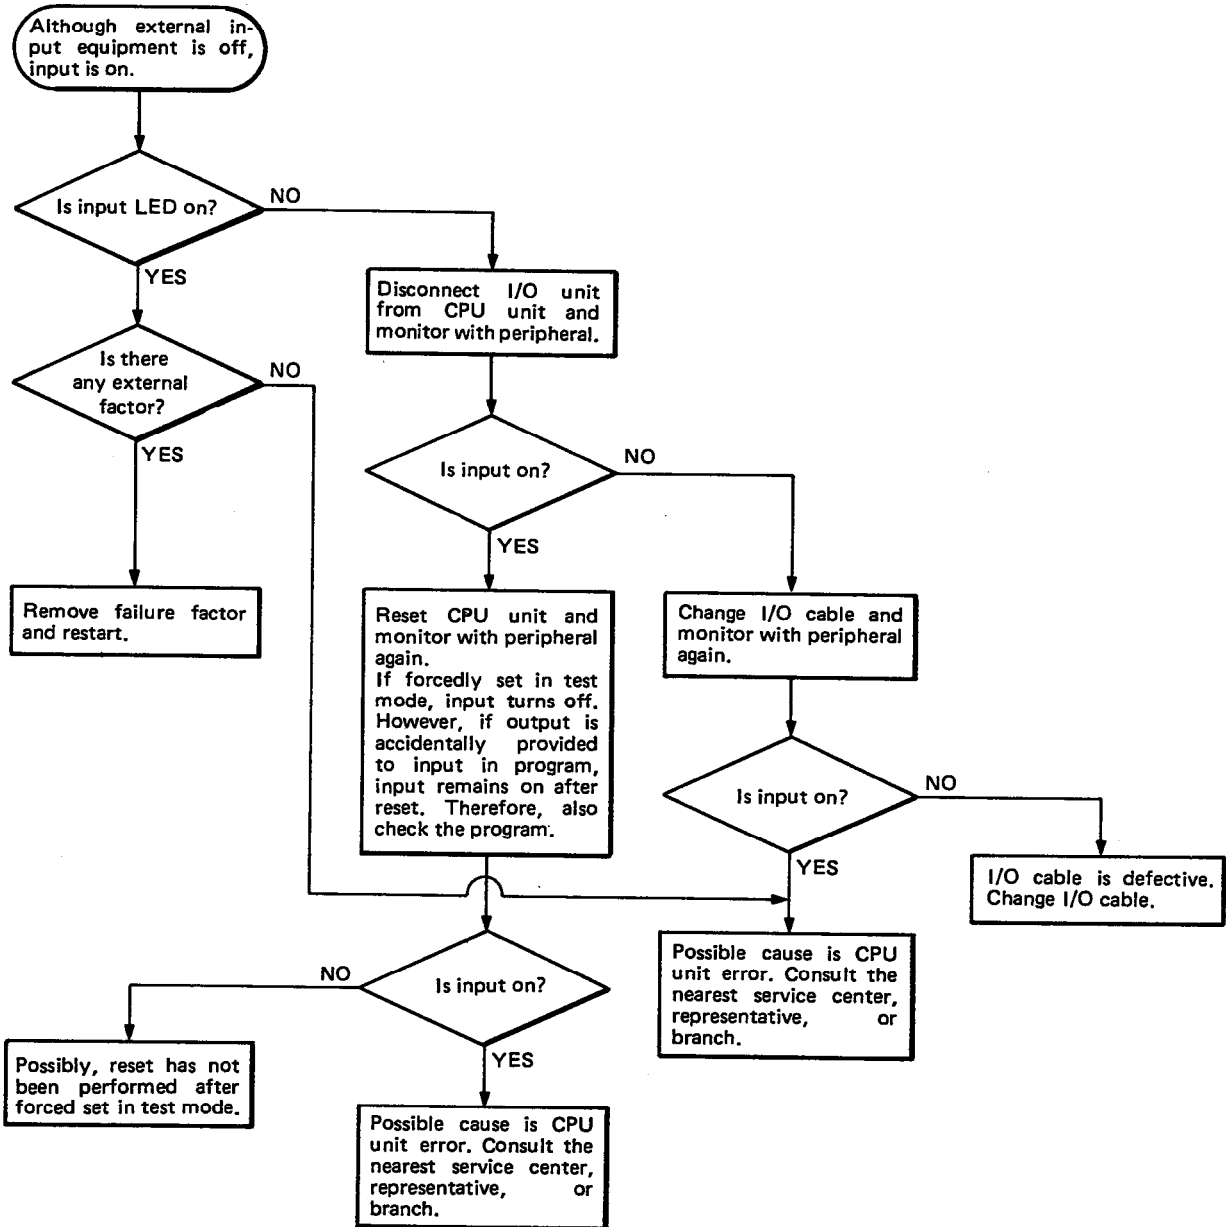 Although external in-
put equipment is off,
input is on.
Is input LED on?
NO
YES
Disconnect I/O unit
from CPU unit and
monitor with peripheral.
Is there
any external
factor?
NO
YES
Is input on?
NO
YES
Remove failure factor
and restart.
Reset CPU unit and
monitor with peripheral
again.
If forcedly set in test
mode, input turns off.
However, if output is
accidentally provided
to input in program,
input remains on after
reset. Therefore, also
check the program.
Change I/O cable and
monitor with peripheral
again.
Is input on?
NO
YES
I/O cable is defective.
Change I/O cable.
Possible cause is CPU
unit error. Consult the
nearest service center,
representative, or
branch.
Is input on?
NO
YES
Possibly, reset has not
been performed after
forced set in test mode.
Possible cause is CPU
unit error. Consult the
nearest service center,
representative, or
branch.